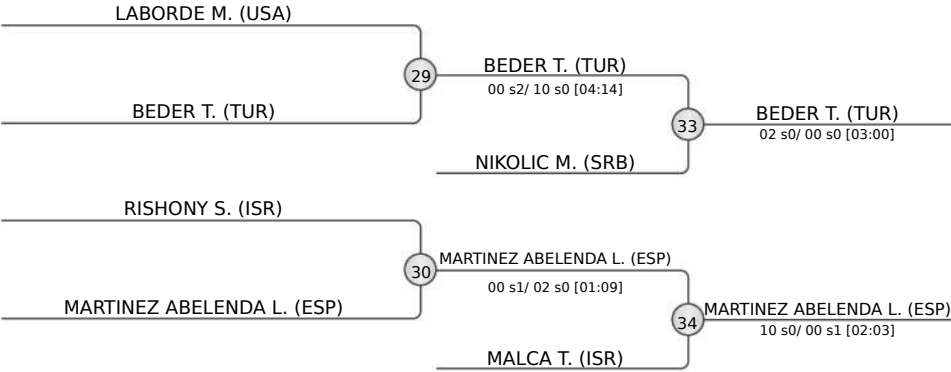 LABORDE M. (USA)
29
BEDER T. (TUR)
00 s2/ 10 s0 [04:14]
BEDER T. (TUR)
33
BEDER T. (TUR)
02 s0/ 00 s0 [03:00]
NIKOLIC M. (SRB)
RISHONY S. (ISR)
30
MARTINEZ ABELENDA L. (ESP)
00 s1/ 02 s0 [01:09]
MARTINEZ ABELENDA L. (ESP)
34
MARTINEZ ABELENDA L. (ESP)
10 s0/ 00 s1 [02:03]
MALCA T. (ISR)